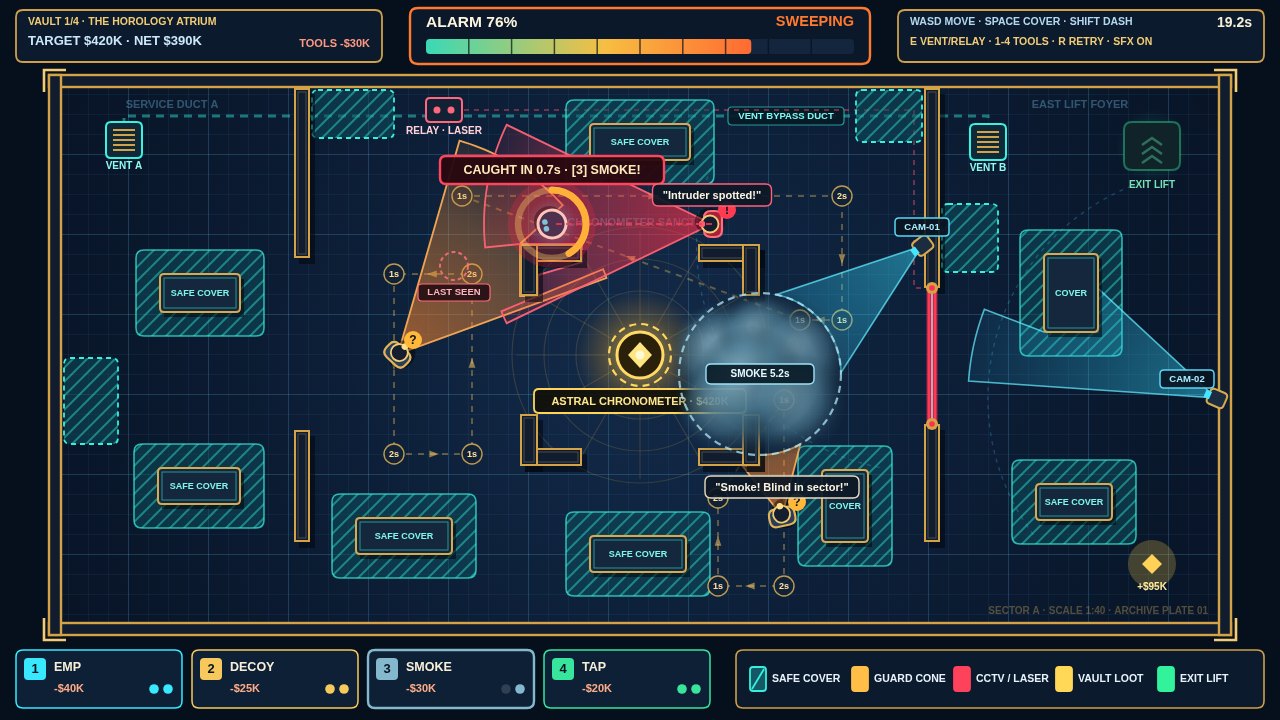 VAULT 1/4 · THE HOROLOGY ATRIUM
TARGET $420K · NET $390K
TOOLS -$30K
ALARM 76%
SWEEPING
WASD MOVE · SPACE COVER · SHIFT DASH
19.2s
E VENT/RELAY · 1-4 TOOLS · R RETRY · SFX ON
SERVICE DUCT A
EAST LIFT FOYER
RELAY · LASER
VENT BYPASS DUCT
SAFE COVER
VENT A
VENT B
EXIT LIFT
CAUGHT IN 0.7s · [3] SMOKE!
"Intruder spotted!"
!
1s
2s
CAM-01
1s
2s
LAST SEEN
SAFE COVER
COVER
1s
1s
?
SMOKE 5.2s
CAM-02
ASTRAL CHRONOMETER · $420K
1s
2s
1s
SAFE COVER
"Smoke! Blind in sector!"
2s
?
COVER
SAFE COVER
SAFE COVER
SAFE COVER
1s
2s
+$95K
SECTOR A · SCALE 1:40 · ARCHIVE PLATE 01
1
EMP
-$40K
2
DECOY
-$25K
3
SMOKE
-$30K
4
TAP
-$20K
SAFE COVER
GUARD CONE
CCTV / LASER
VAULT LOOT
EXIT LIFT